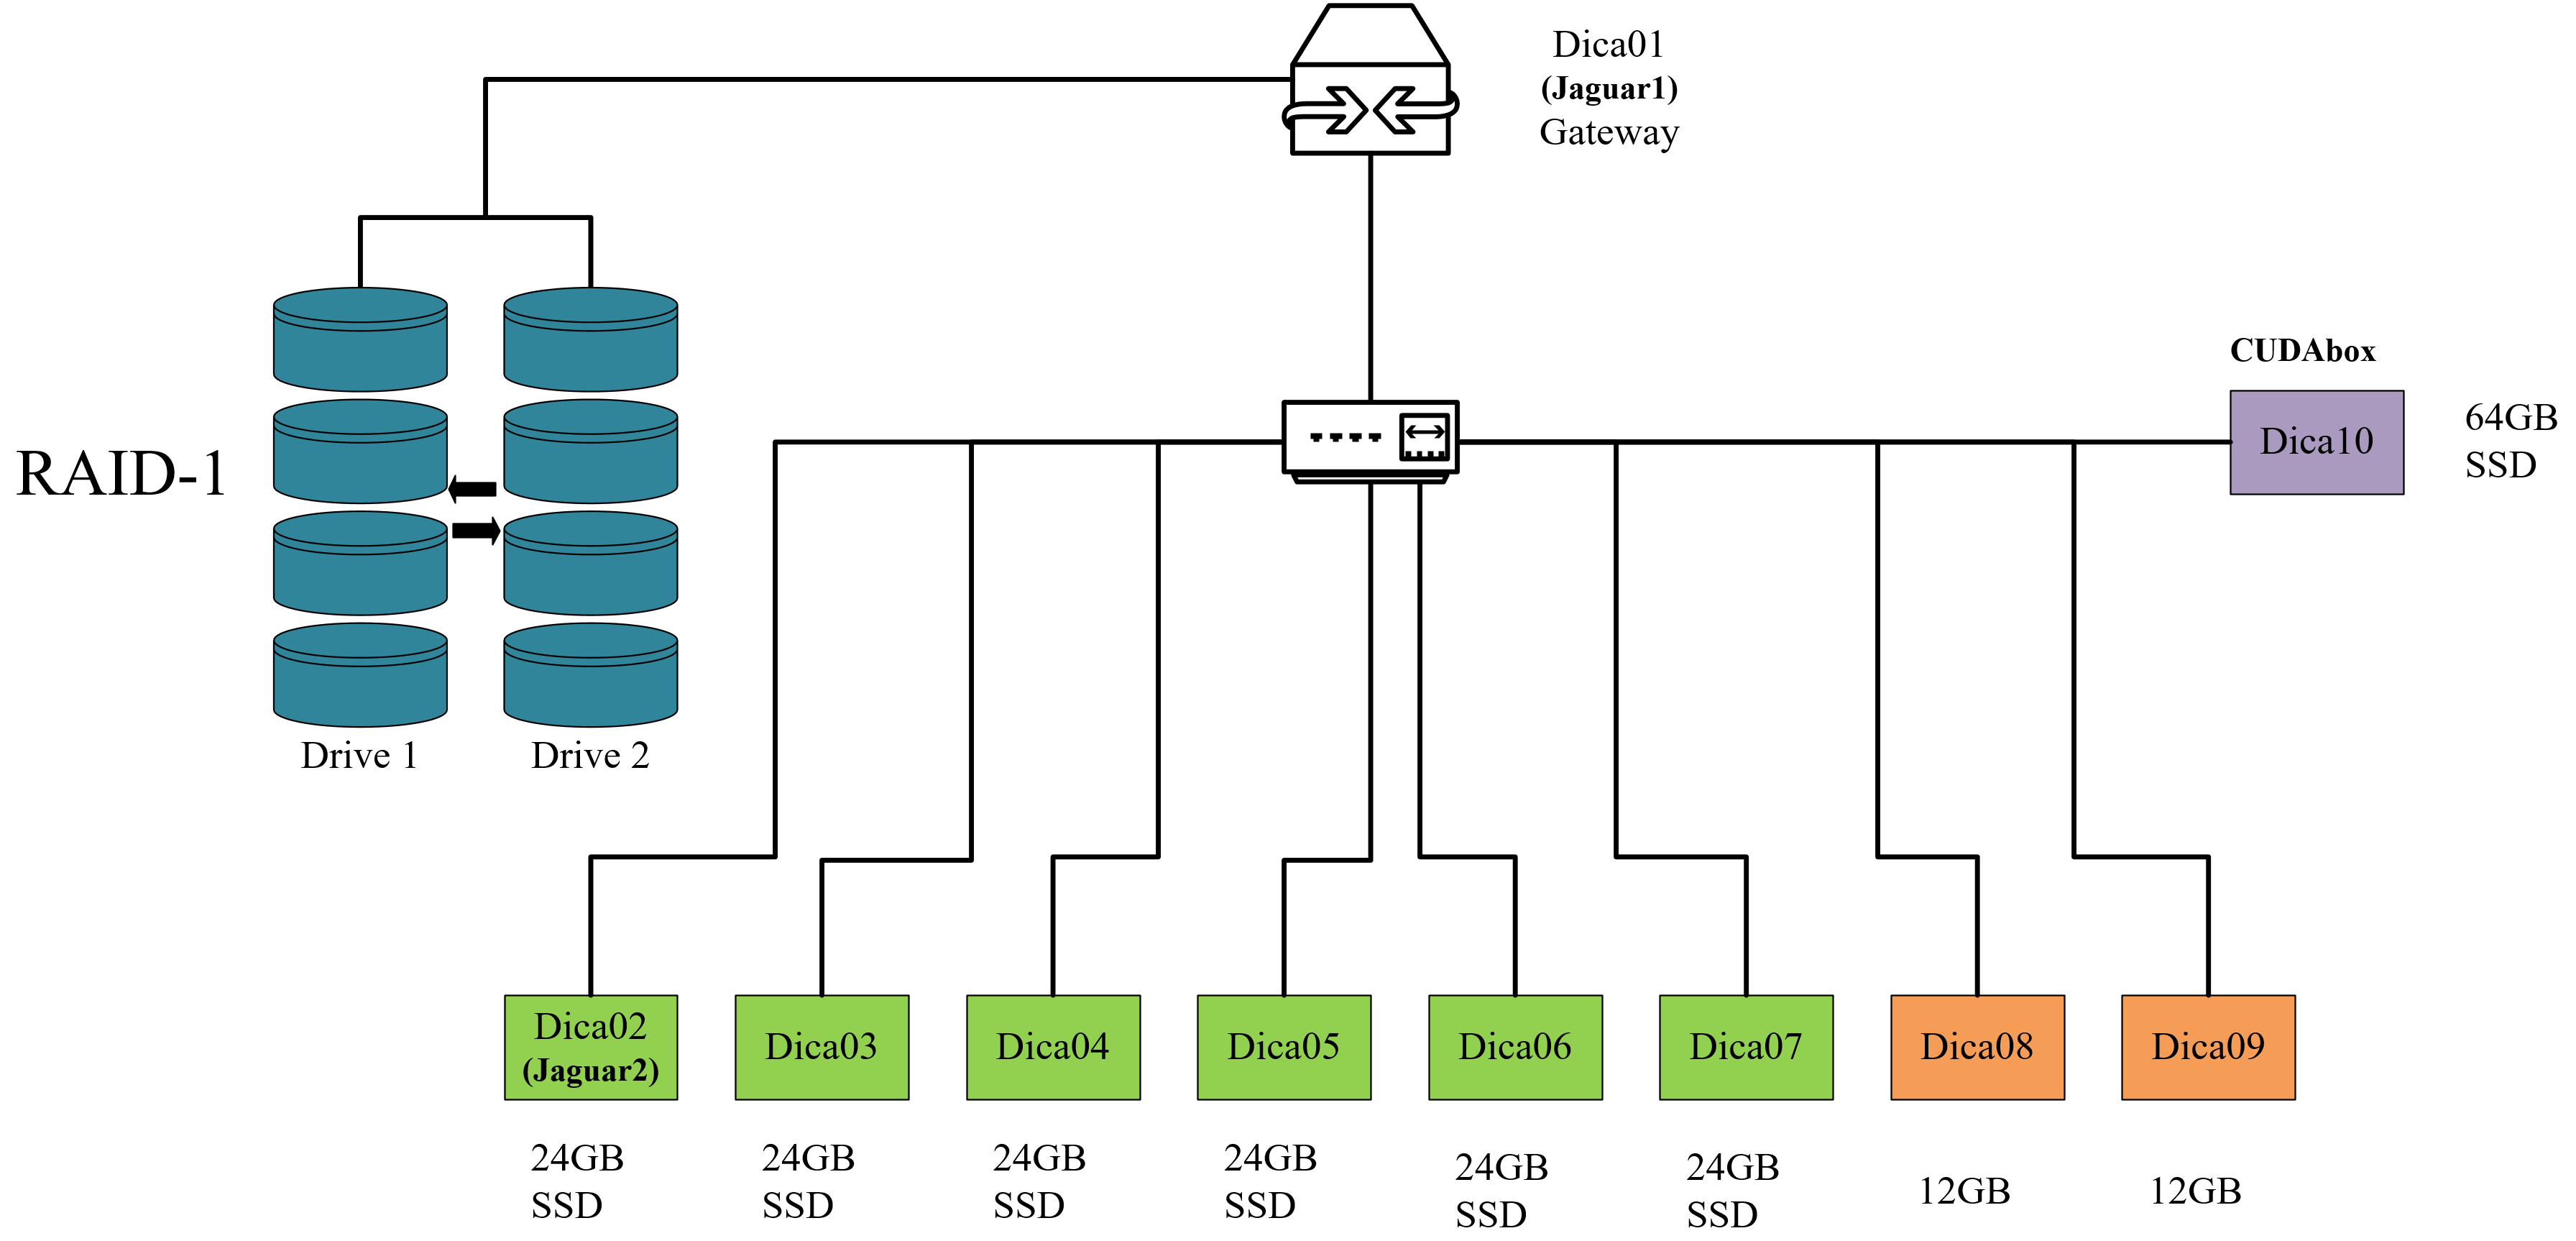 Dica01
(Jaguar1)
Gateway
CUDAbox
Dica10
64GB
SSD
RAID-1
Drive 1
Drive 2
Dica02
(Jaguar2)
Dica03
Dica04
Dica05
Dica06
Dica07
Dica08
Dica09
24GB
SSD
24GB
SSD
24GB
SSD
24GB
SSD
24GB
SSD
24GB
SSD
12GB
12GB